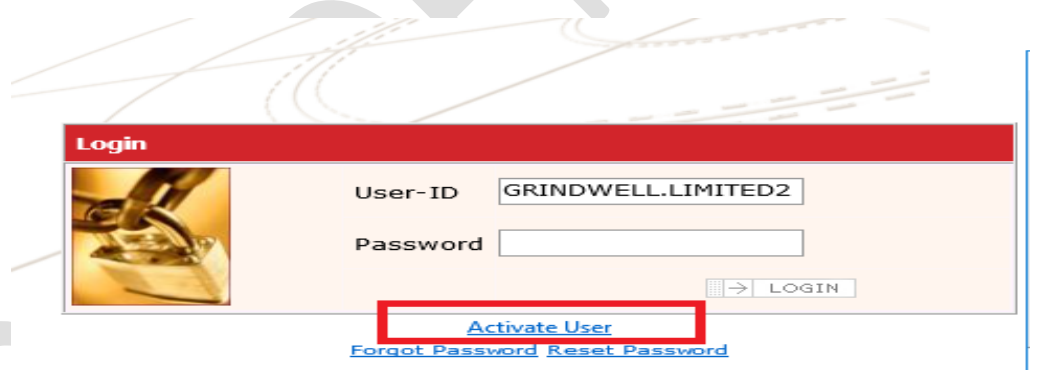 Login
User-ID GRINDWELL.LIMITED2
Password
LOGIN
Activate User
Forgot Password Reset Password